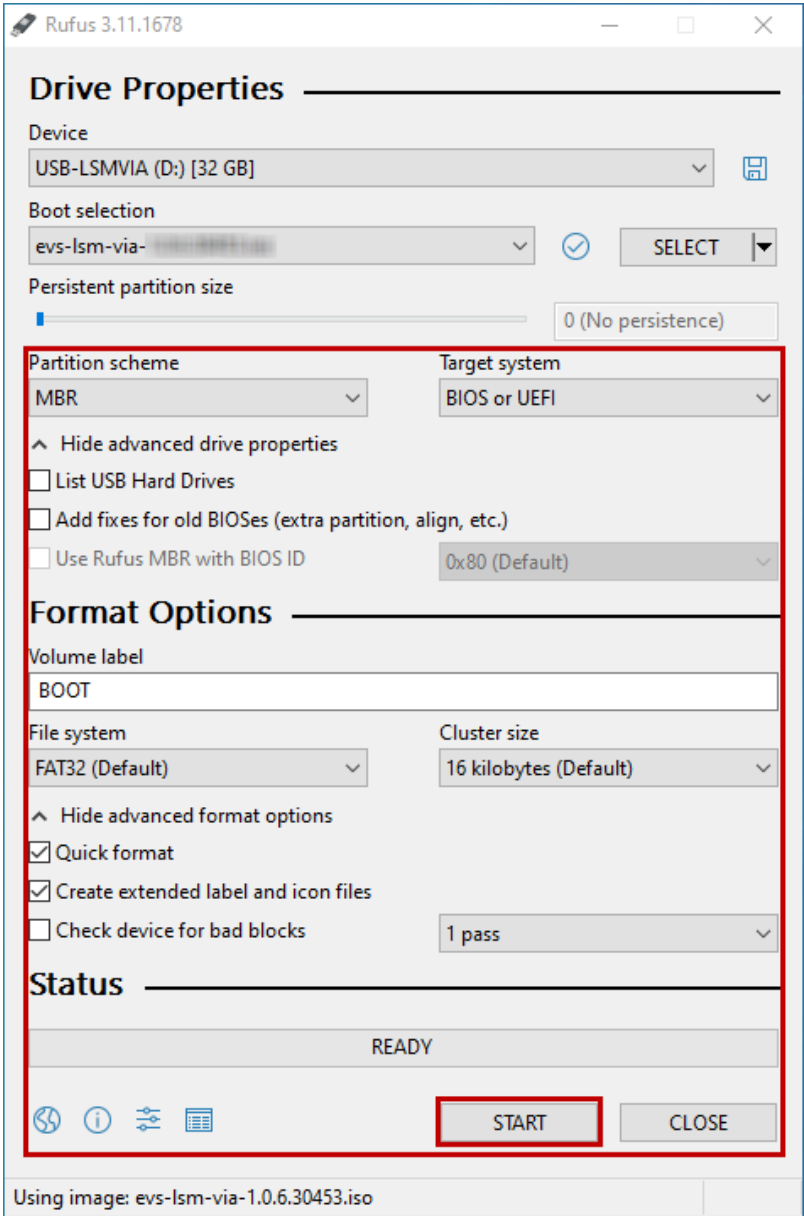 Rufus 3.11.1678
Drive Properties
Device
USB-LSMVIA (D:) [32 GB]
Boot selection
evs-lsm-via-
SELECT
Persistent partition size
0 (No persistence)
Partition scheme
Target system
MBR
BIOS or UEFI
Hide advanced drive properties
List USB Hard Drives
Add fixes for old BIOSes (extra partition, align, etc.)
Use Rufus MBR with BIOS ID
0x80 (Default)
Format Options
Volume label
BOOT
File system
Cluster size
FAT32 (Default)
16 kilobytes (Default)
Hide advanced format options
Quick format
Create extended label and icon files
Check device for bad blocks
1 pass
Status
READY
START
CLOSE
Using image: evs-lsm-via-1.0.6.30453.iso